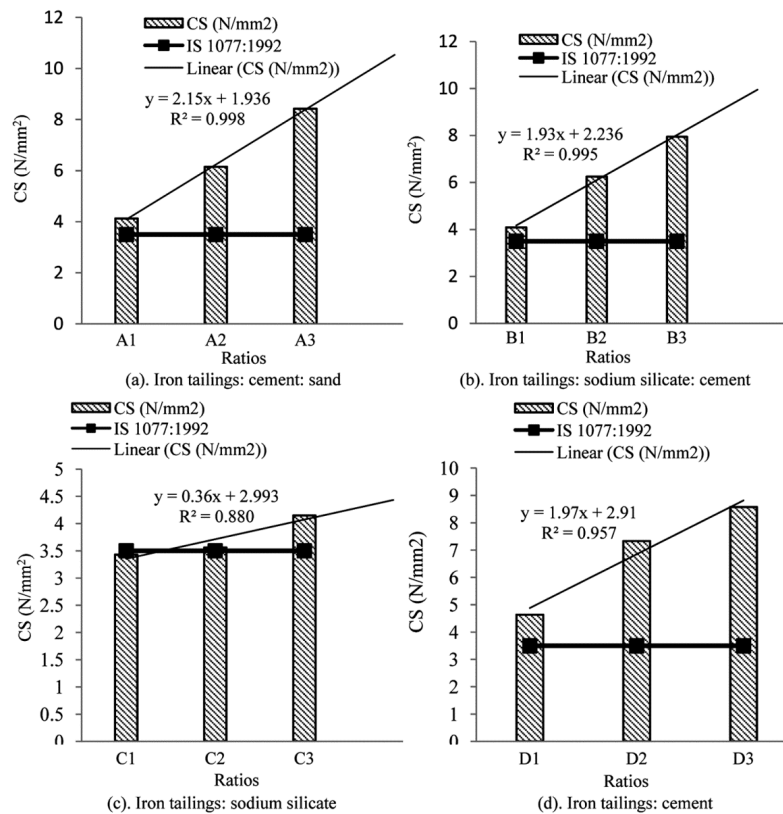 CS (N/mm2)
IS 1077:1992
Linear (CS (N/mm2))
y = 2.15x + 1.936
R² = 0.998
CS (N/mm²)
12
10
8
6
4
2
0
A1 A2 A3
Ratios
(a). Iron tailings: cement: sand
CS (N/mm2)
IS 1077:1992
Linear (CS (N/mm2))
y = 1.93x + 2.236
R² = 0.995
CS (N/mm²)
12
10
8
6
4
2
0
B1 B2 B3
Ratios
(b). Iron tailings: sodium silicate: cement
CS (N/mm2)
IS 1077:1992
Linear (CS (N/mm2))
y = 0.36x + 2.993
R² = 0.880
CS (N/mm²)
5
4.5
4
3.5
3
2.5
2
1.5
1
0.5
0
C1 C2 C3
Ratios
(c). Iron tailings: sodium silicate
CS (N/mm2)
IS 1077:1992
Linear (CS (N/mm2))
y = 1.97x + 2.91
R² = 0.957
CS (N/mm2)
10
9
8
7
6
5
4
3
2
1
0
D1 D2 D3
Ratios
(d). Iron tailings: cement